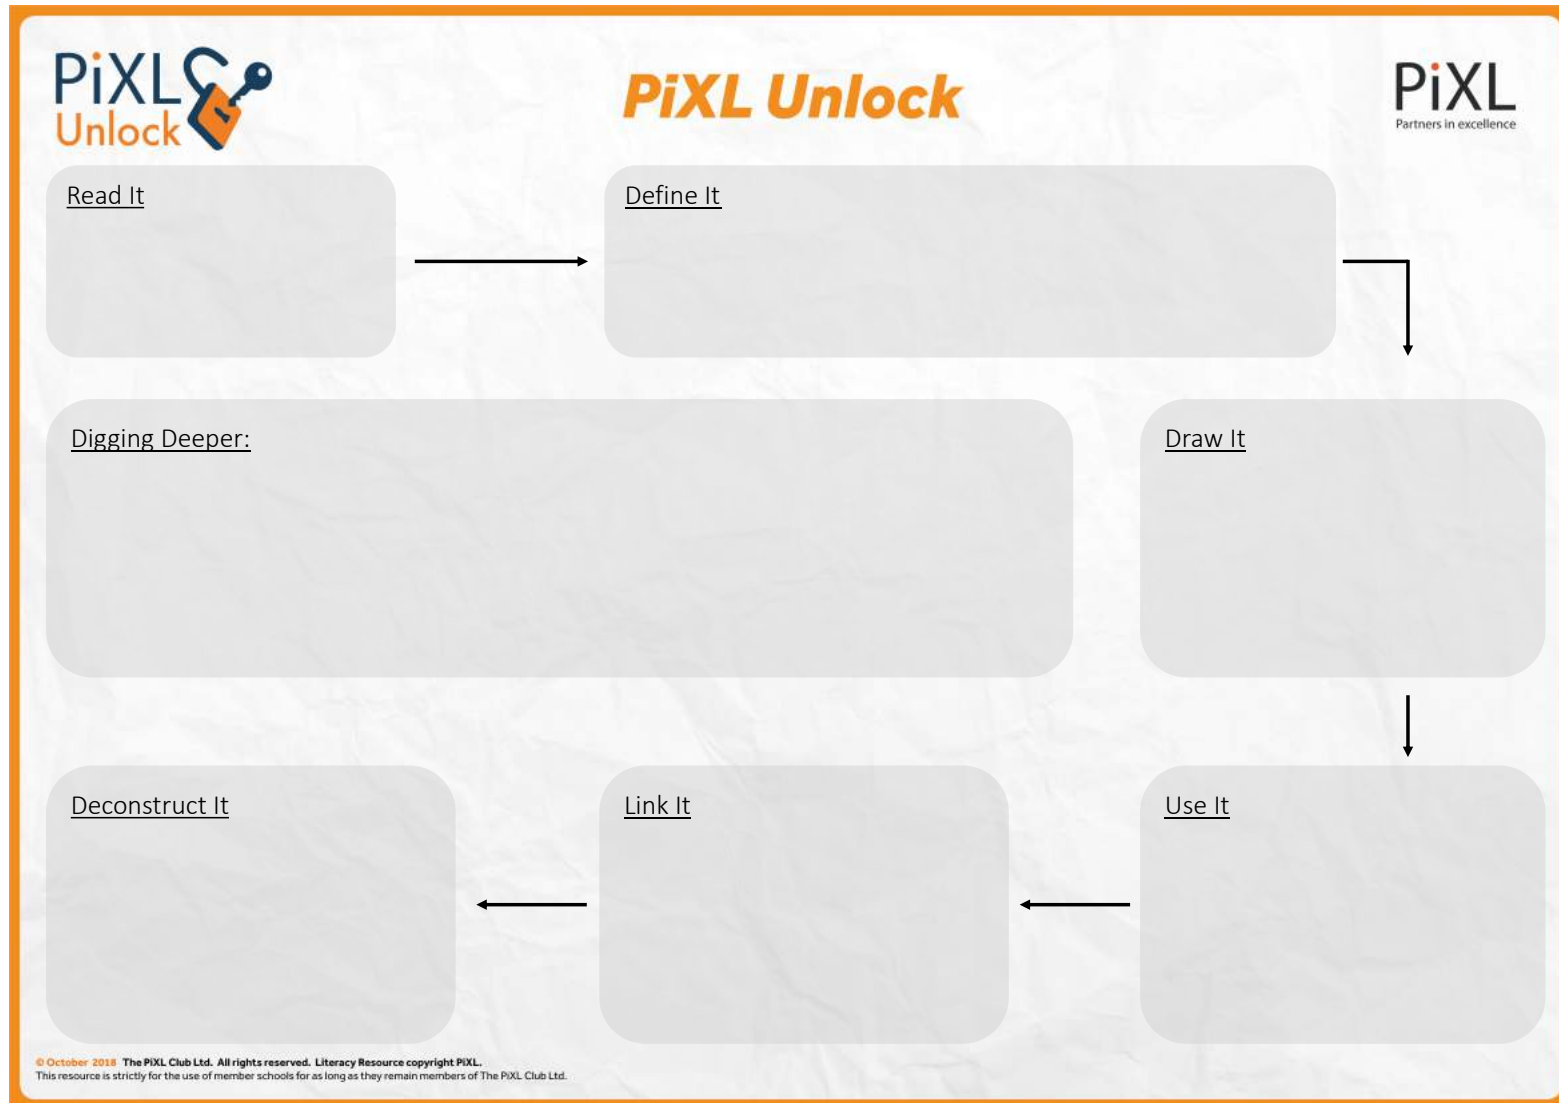 PiXL
Unlock
PiXL Unlock
PiXL
Partners in excellence
Read It
Define It
Digging Deeper:
Draw It
Deconstruct It
Link It
Use It
© October 2018 The PiXL Club Ltd. All rights reserved. Literacy Resource copyright PiXL.
This resource is strictly for the use of member schools for as long as they remain members of The PiXL Club Ltd.